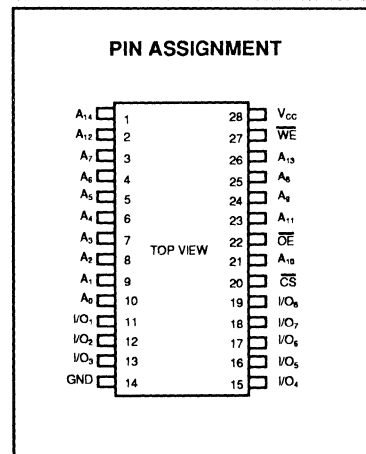 PIN ASSIGNMENT
A14 1 28 VCC
A12 2 27 W̅E̅
A7 3 26 A13
A6 4 25 A8
A5 5 24 A9
A4 6 23 A11
A3 7 22 O̅E̅
A2 8 21 A10
TOP VIEW
A1 9 20 C̅S̅
A0 10 19 I/O8
I/O1 11 18 I/O7
I/O2 12 17 I/O6
I/O3 13 16 I/O5
GND 14 15 I/O4